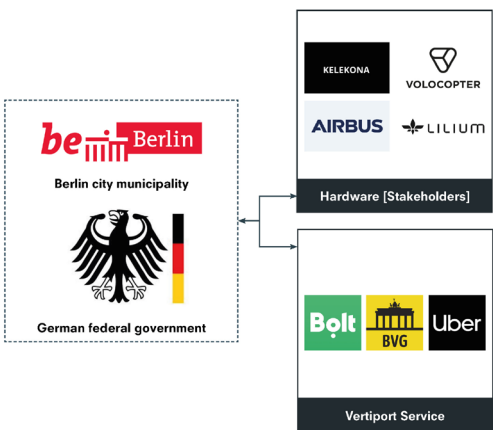 be Berlin
Berlin city municipality
German federal government
KELEKONA
VOLOCOPTER
AIRBUS
LILIUM
Hardware [Stakeholders]
Bolt
BVG
Uber
Vertiport Service